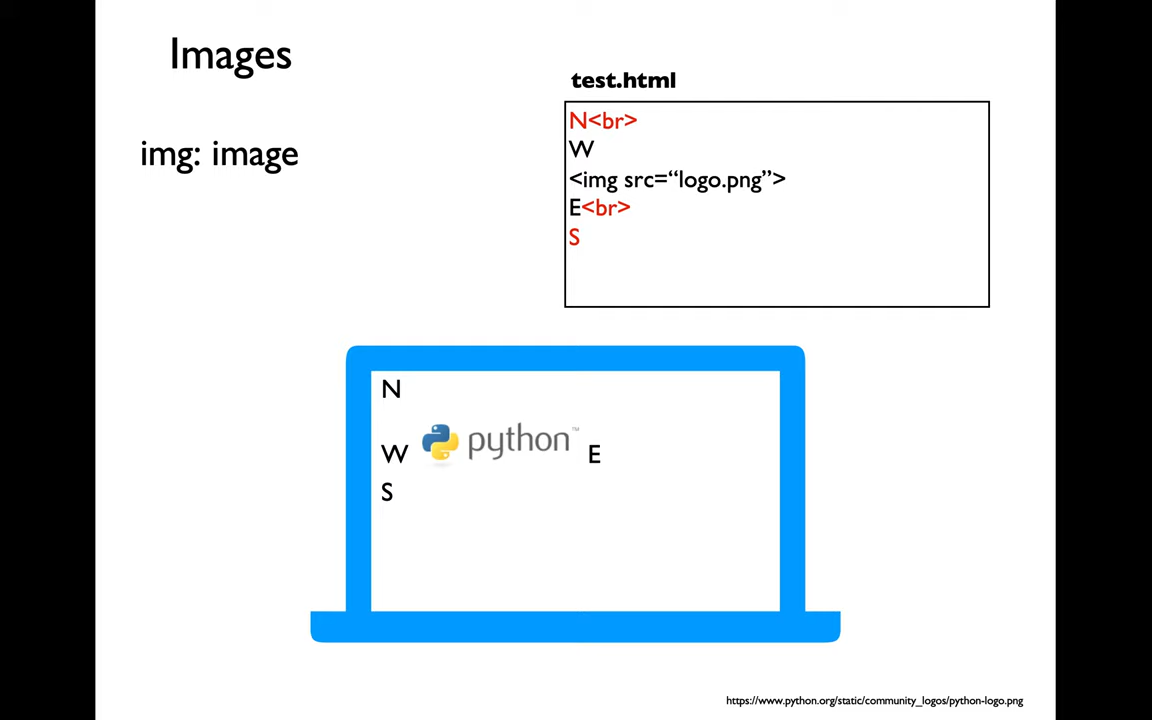 Images
img: image
test.html
N<br>
W
<img src=“logo.png”>
E<br>
S
N
W python™ E
S
https://www.python.org/static/community_logos/python-logo.png